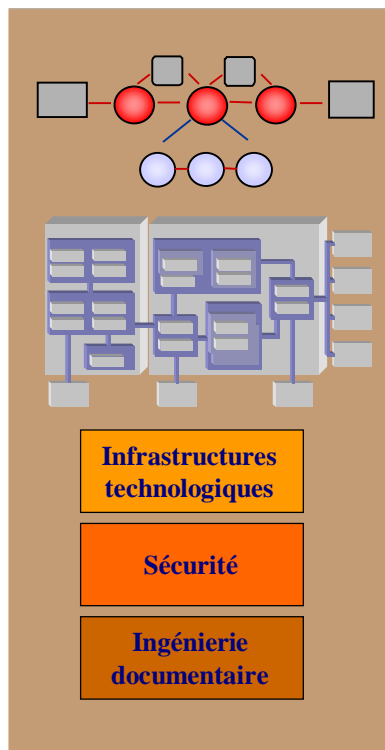 Infrastructures
technologiques
Sécurité
Ingénierie
documentaire